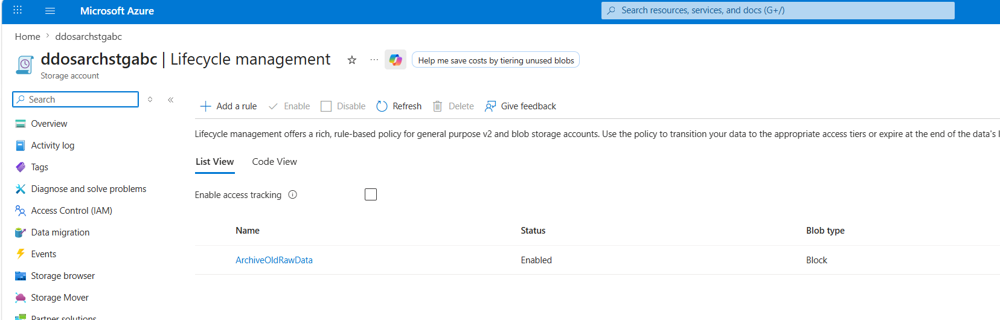 Microsoft Azure
Search resources, services, and docs (G+/)
Home > ddosarchstgabc
ddosarchstgabc | Lifecycle management
Storage account
Help me save costs by tiering unused blobs
Search
Add a rule Enable Disable Refresh Delete Give feedback
Overview
Activity log
Tags
Diagnose and solve problems
Access Control (IAM)
Data migration
Events
Storage browser
Storage Mover
Partner solutions
Lifecycle management offers a rich, rule-based policy for general purpose v2 and blob storage accounts. Use the policy to transition your data to the appropriate access tiers or expire at the end of the data's
List View Code View
Enable access tracking
Name Status Blob type
ArchiveOldRawData Enabled Block